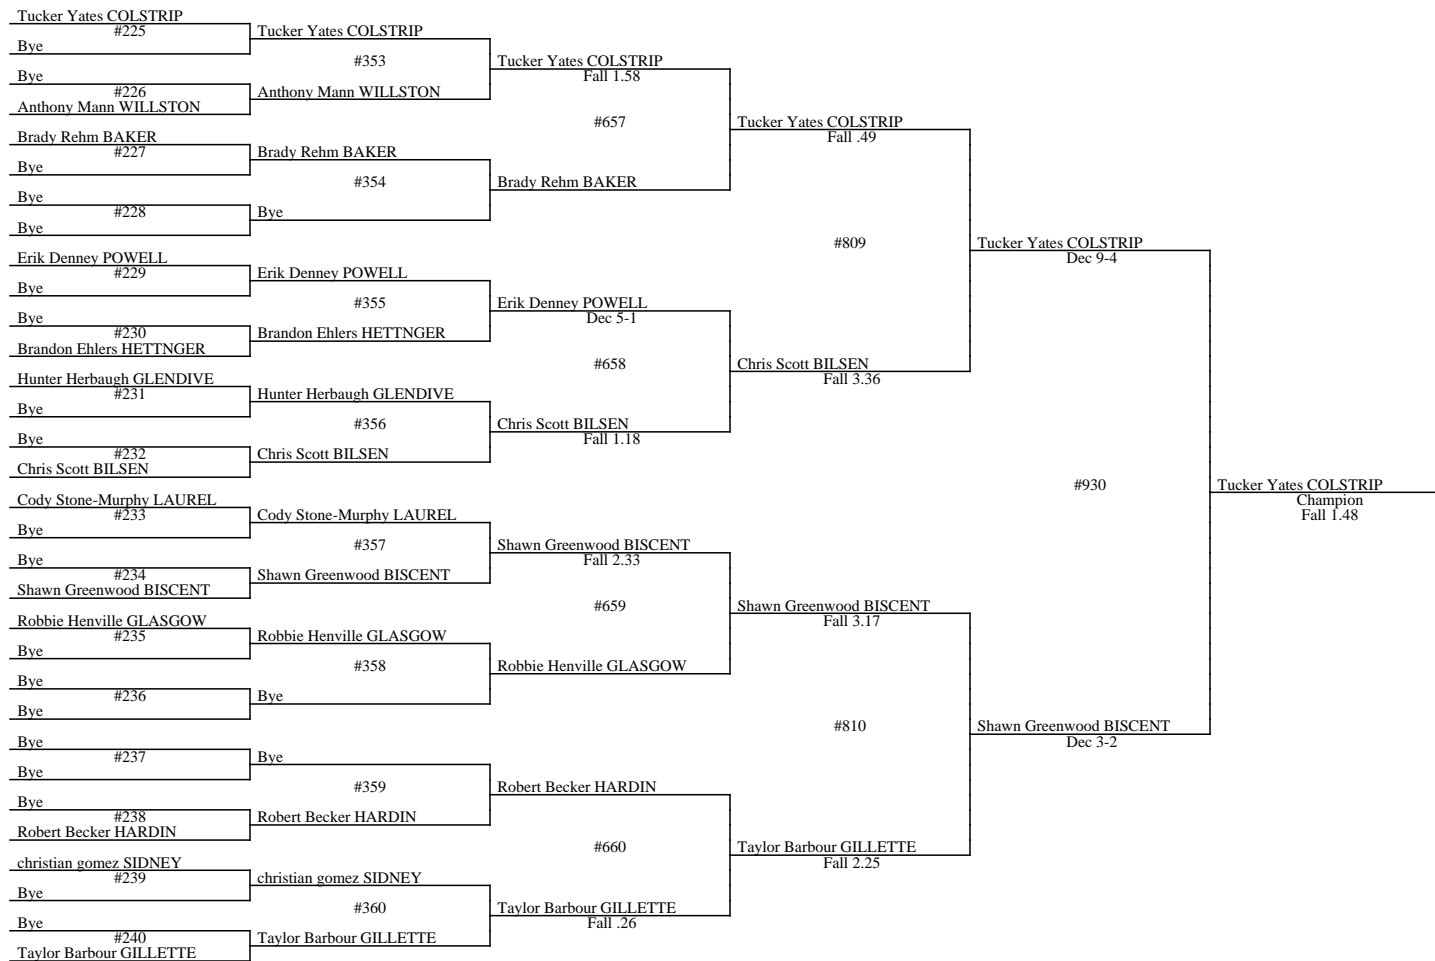 Tucker Yates COLSTRIP
#225
Bye
Bye
#226
Anthony Mann WILLSTON
Brady Rehm BAKER
#227
Bye
Bye
#228
Bye
Erik Denney POWELL
#229
Bye
Bye
#230
Brandon Ehlers HETTNGER
Hunter Herbaugh GLENDIVE
#231
Bye
Bye
#232
Chris Scott BILSEN
Cody Stone-Murphy LAUREL
#233
Bye
Bye
#234
Shawn Greenwood BISCENT
Robbie Henville GLASGOW
#235
Bye
Bye
#236
Bye
Bye
#237
Bye
Bye
#238
Robert Becker HARDIN
christian gomez SIDNEY
#239
Bye
Bye
#240
Taylor Barbour GILLETTE
Tucker Yates COLSTRIP
#353
Anthony Mann WILLSTON
Brady Rehm BAKER
#354
Bye
Erik Denney POWELL
#355
Brandon Ehlers HETTNGER
Hunter Herbaugh GLENDIVE
#356
Chris Scott BILSEN
Cody Stone-Murphy LAUREL
#357
Shawn Greenwood BISCENT
Robbie Henville GLASGOW
#358
Bye
Bye
#359
Robert Becker HARDIN
christian gomez SIDNEY
#360
Taylor Barbour GILLETTE
Tucker Yates COLSTRIP
Fall 1.58
#657
Brady Rehm BAKER
Erik Denney POWELL
Dec 5-1
#658
Chris Scott BILSEN
Fall 1.18
Shawn Greenwood BISCENT
Fall 2.33
#659
Robbie Henville GLASGOW
Robert Becker HARDIN
#660
Taylor Barbour GILLETTE
Fall .26
Tucker Yates COLSTRIP
Fall .49
#809
Chris Scott BILSEN
Fall 3.36
Shawn Greenwood BISCENT
Fall 3.17
#810
Taylor Barbour GILLETTE
Fall 2.25
Tucker Yates COLSTRIP
Dec 9-4
#930
Shawn Greenwood BISCENT
Dec 3-2
Tucker Yates COLSTRIP
Champion
Fall 1.48